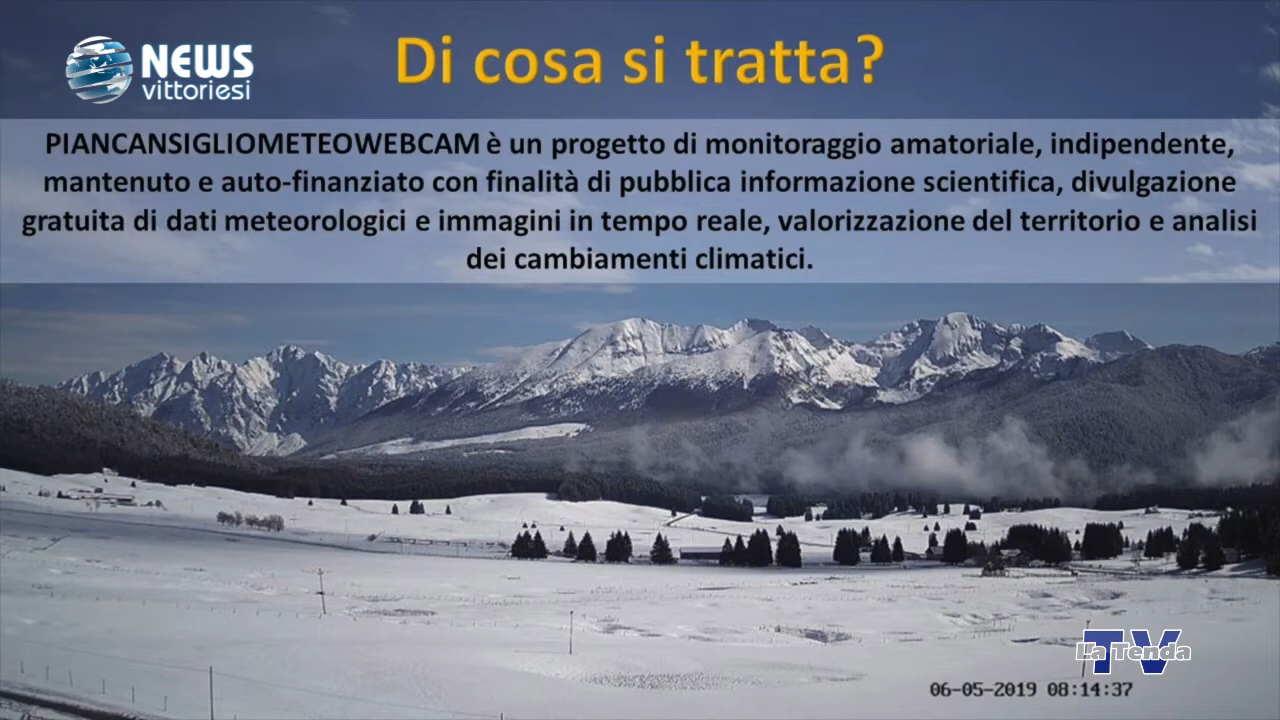 NEWS
vittoriesi
Di cosa si tratta?
PIANCANSIGLIOMETEOWEBCAM è un progetto di monitoraggio amatoriale, indipendente,
mantenuto e auto-finanziato con finalità di pubblica informazione scientifica, divulgazione
gratuita di dati meteorologici e immagini in tempo reale, valorizzazione del territorio e analisi
dei cambiamenti climatici.
TV
La Tenda
06-05-2019 08:14:37